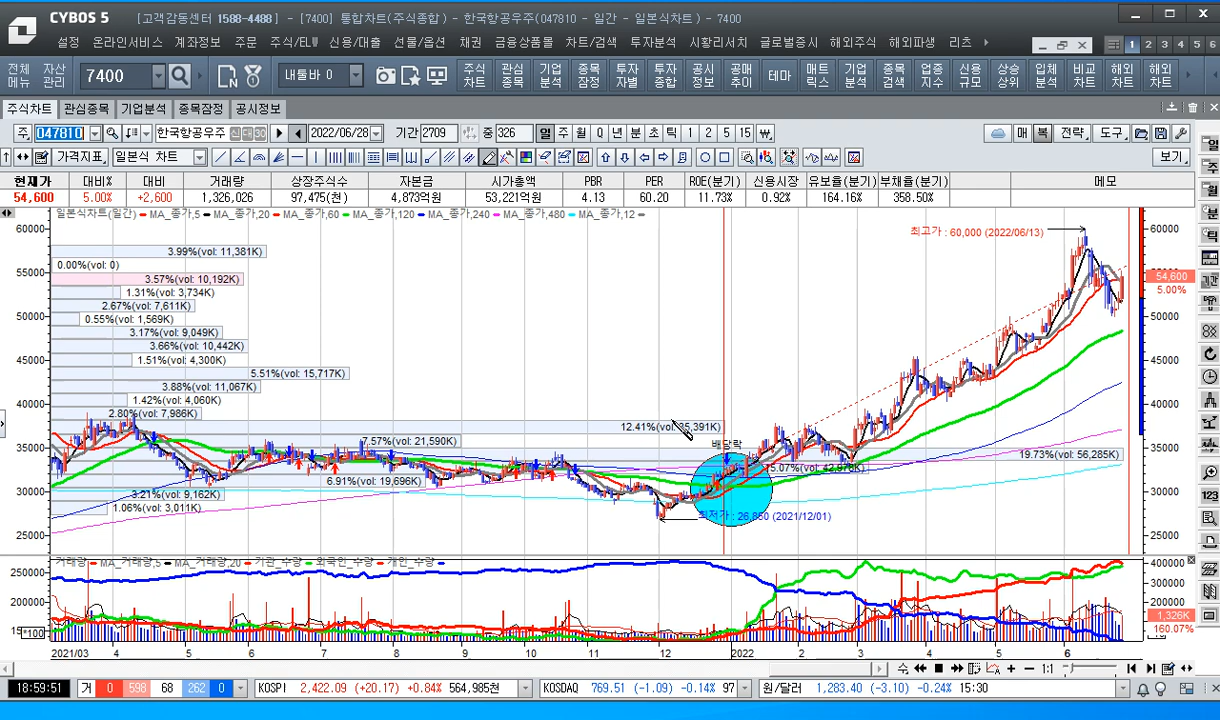 CYBOS 5
[고객감동센터 1588-4488] - [7400] 통합차트(주식종합) - 한국항공우주(047810 - 일간 - 일본식차트) - 7400
설정 온라인서비스 계좌정보 주문 주식/ELW 신용/대출 선물/옵션 채권 금융상품몰 차트/검색 투자분석 시황리서치 글로벌증시 해외주식 해외파생 리츠
1 2 3 4 5 6
전체메뉴 자산관리 7400 내툴바 0 주식차트 관심종목 기업분석 종목잠정 투자자별 투자종합 공시정보 공매추이 테마 매트릭스 기업분석 종목검색 업종지수 신용규모 상승상위 입체분석 비교차트 해외차트 해외차트
주식차트 관심종목 기업분석 종목잠정 공시정보
주 047810 한국항공우주 신 대 30 2022/06/28 기간 2709 중 326 일 주 월 Q 년 분 초 틱 1 2 5 15 매 복 전략 도구
가격지표 일본식 차트 보기
현재가 대비% 대비 거래량 상장주식수 자본금 시가총액 PBR PER ROE(분기) 신용시장 유보율(분기) 부채율(분기) 메모
54,600 5.00% +2,600 1,326,026 97,475(천) 4,873억원 53,221억원 4.13 60.20 11.73% 0.92% 164.16% 358.50%
일본식차트(일간) MA_종가,5 MA_종가,20 MA_종가,60 MA_종가,120 MA_종가,240 MA_종가,480 MA_종가,12
60000 최고가 : 60,000 (2022/06/13) 60000
3.99%(vol: 11,381K)
0.00%(vol: 0)
55000
3.57%(vol: 10,192K) 54,600
1.31%(vol: 3,734K) 5.00%
2.67%(vol: 7,611K)
0.55%(vol: 1,569K)
50000 50000
3.17%(vol: 9,049K)
3.66%(vol: 10,442K)
1.51%(vol: 4,300K)
45000 45000
5.51%(vol: 15,717K)
3.88%(vol: 11,067K)
1.42%(vol: 4,060K)
40000 40000
2.80%(vol: 7,986K)
12.41%(vol: 35,391K)
7.57%(vol: 21,590K) 배당락
35000 35000
19.73%(vol: 56,285K)
15.07%(vol: 42,978K)
6.91%(vol: 19,696K)
30000 30000
3.21%(vol: 9,162K)
1.06%(vol: 3,011K)
최저가 : 26,850 (2021/12/01)
25000 25000
거래량 MA_거래량,5 MA_거래량,20 기관_수량 외국인_수량 개인_수량
250000 400000
300000
200000 200000
1,326K
*100 160.07%
2021/03 4 5 6 7 8 9 10 11 12 2022 2 3 4 5 6
1:1
18:59:51 거 0 598 68 262 0 KOSPI 2,422.09 (+20.17) +0.84% 564,985천 KOSDAQ 769.51 (-1.09) -0.14% 97 원/달러 1,283.40 (-3.10) -0.24% 15:30